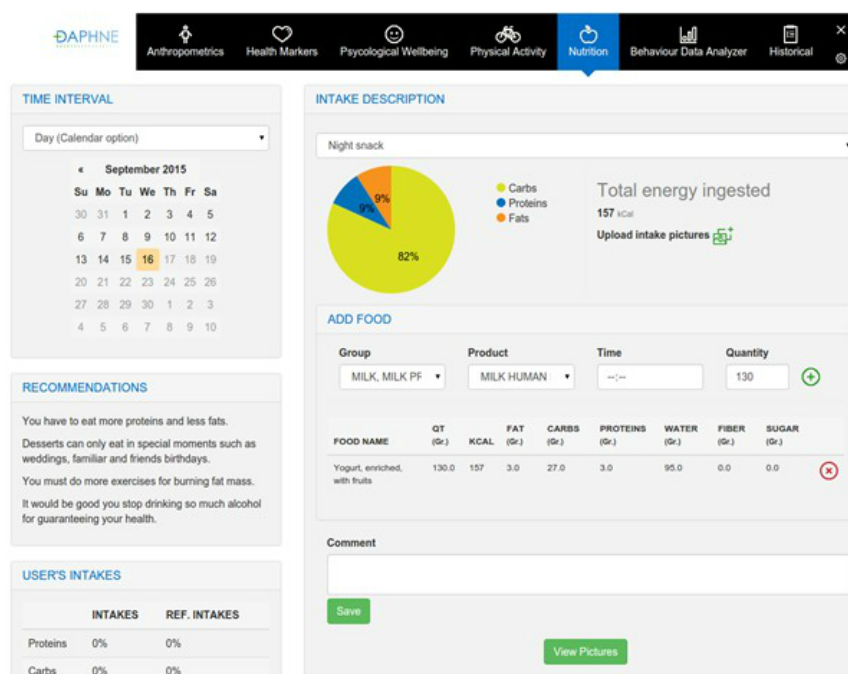 DAPHNE
Anthropometrics Health Markers Psycological Wellbeing Physical Activity Nutrition Behaviour Data Analyzer Historical
TIME INTERVAL
Day (Calendar option)
« September 2015
Su Mo Tu We Th Fr Sa
30 31 1 2 3 4 5
6 7 8 9 10 11 12
13 14 15 16 17 18 19
20 21 22 23 24 25 26
27 28 29 30 1 2 3
4 5 6 7 8 9 10
RECOMMENDATIONS
You have to eat more proteins and less fats.
Desserts can only eat in special moments such as
weddings, familiar and friends birthdays.
You must do more exercises for burning fat mass.
It would be good you stop drinking so much alcohol
for guaranteeing your health.
USER'S INTAKES
INTAKES REF. INTAKES
Proteins 0% 0%
Carbs 0% 0%
INTAKE DESCRIPTION
Night snack
9%
9%
82%
Carbs
Proteins
Fats
Total energy ingested
157 kCal
Upload intake pictures
ADD FOOD
Group Product Time Quantity
MILK, MILK PF MILK HUMAN --:-- 130
FOOD NAME QT (Gr.) KCAL FAT (Gr.) CARBS (Gr.) PROTEINS (Gr.) WATER (Gr.) FIBER (Gr.) SUGAR (Gr.)
Yogurt, enriched, 130.0 157 3.0 27.0 3.0 95.0 0.0 0.0
with fruits
Comment
Save
View Pictures